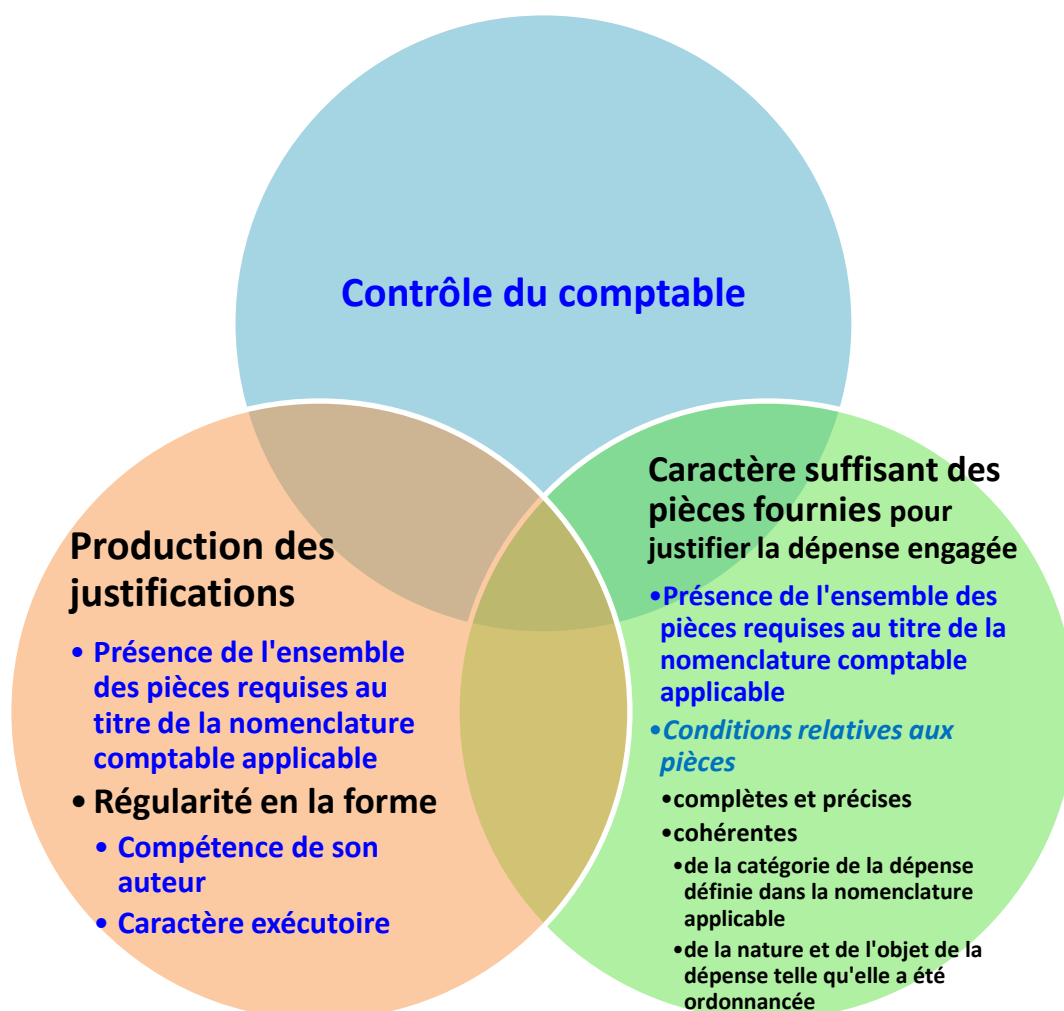 Contrôle du comptable
Production des
justifications
• Présence de l'ensemble
des pièces requises au
titre de la nomenclature
comptable applicable
• Régularité en la forme
• Compétence de son
auteur
• Caractère exécutoire
Caractère suffisant des
pièces fournies pour
justifier la dépense engagée
•Présence de l'ensemble des
pièces requises au titre de la
nomenclature comptable
applicable
•Conditions relatives aux
pièces
•complètes et précises
•cohérentes
•de la catégorie de la dépense
définie dans la nomenclature
applicable
•de la nature et de l'objet de la
dépense telle qu'elle a été
ordonnancée